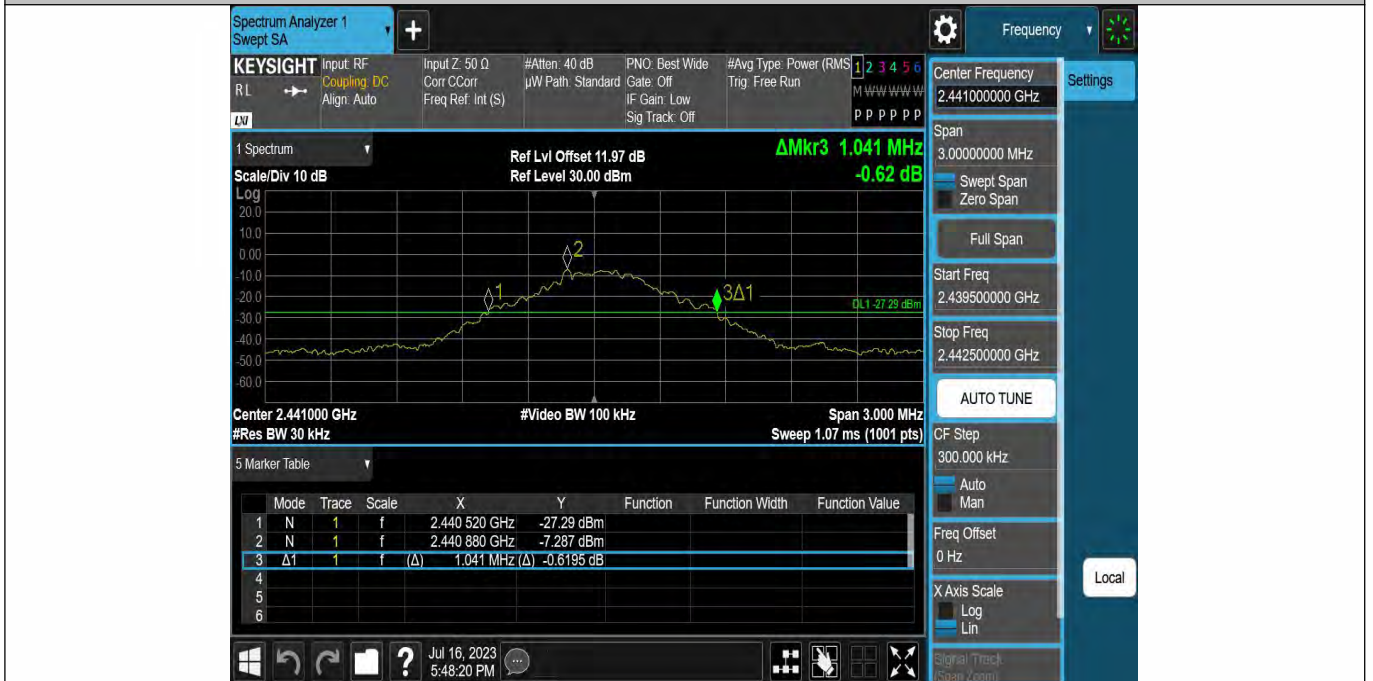 Spectrum Analyzer 1
Swept SA
+
Frequency
KEYSIGHT Input: RF Input Z: 50 Ω #Atten: 40 dB PNO: Best Wide #Avg Type: Power (RMS 1 2 3 4 5 6
RL Coupling: DC Corr CCorr µW Path: Standard Gate: Off Trig: Free Run M W W W W W
Align: Auto Freq Ref: Int (S) IF Gain: Low
LXI Sig Track: Off P P P P P P
1 Spectrum
Ref Lvl Offset 11.97 dB ΔMkr3 1.041 MHz
Scale/Div 10 dB Ref Level 30.00 dBm -0.62 dB
Log
20.0
10.0
0.00
-10.0
-20.0
-30.0
-40.0
-50.0
-60.0
1
2
3Δ1
DL1 -27.29 dBm
Center 2.441000 GHz #Video BW 100 kHz Span 3.000 MHz
#Res BW 30 kHz Sweep 1.07 ms (1001 pts)
5 Marker Table
Mode Trace Scale X Y Function Function Width Function Value
1 N 1 f 2.440 520 GHz -27.29 dBm
2 N 1 f 2.440 880 GHz -7.287 dBm
3 Δ1 1 f (Δ) 1.041 MHz (Δ) -0.6195 dB
4
5
6
Jul 16, 2023
5:48:20 PM
?
Center Frequency
2.441000000 GHz
Settings
Span
3.00000000 MHz
Swept Span
Zero Span
Full Span
Start Freq
2.439500000 GHz
Stop Freq
2.442500000 GHz
AUTO TUNE
CF Step
300.000 kHz
Auto
Man
Freq Offset
0 Hz
X Axis Scale
Log
Lin
Signal Track
(Span Zoom)
Local